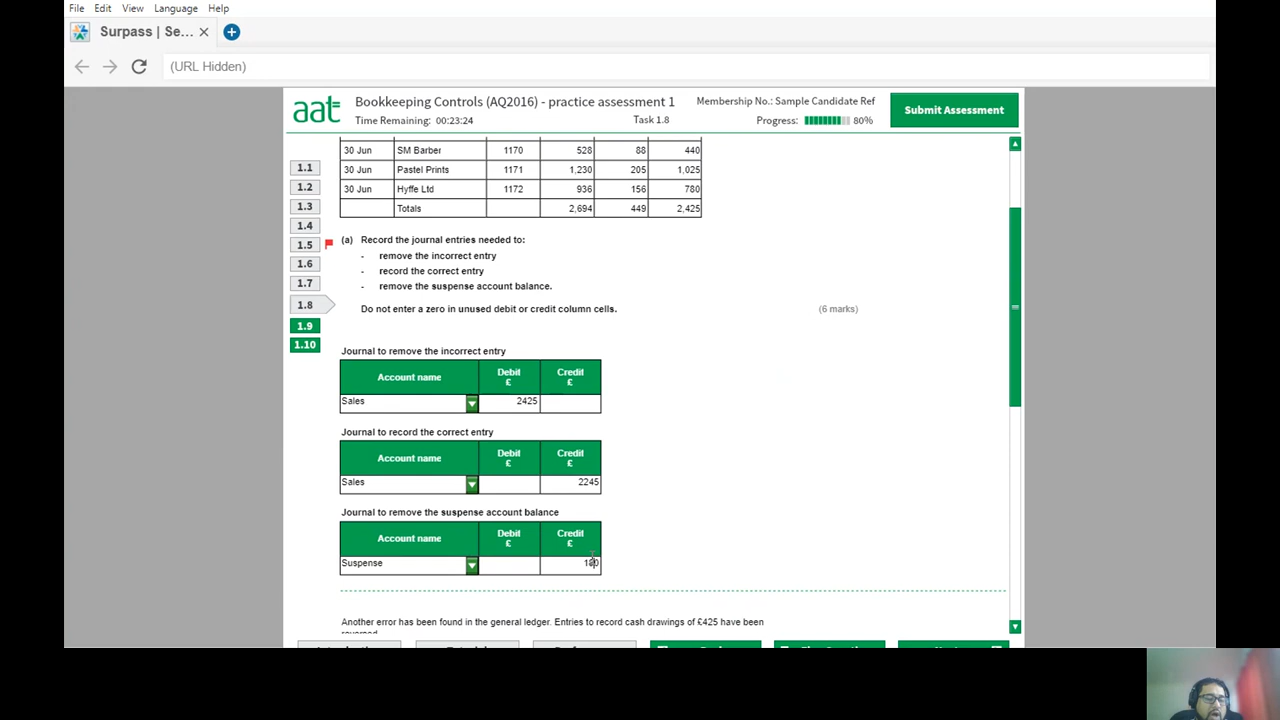 File Edit View Language Help
Surpass | Se...
(URL Hidden)
aat Bookkeeping Controls (AQ2016) - practice assessment 1 Membership No.: Sample Candidate Ref Submit Assessment
Time Remaining: 00:23:24 Task 1.8 Progress: 80%
1.1
1.2
1.3
1.4
1.5
1.6
1.7
1.8
1.9
1.10
30 Jun SM Barber 1170 528 88 440
30 Jun Pastel Prints 1171 1,230 205 1,025
30 Jun Hyffe Ltd 1172 936 156 780
Totals 2,694 449 2,425
(a) Record the journal entries needed to:
- remove the incorrect entry
- record the correct entry
- remove the suspense account balance.
Do not enter a zero in unused debit or credit column cells. (6 marks)
Journal to remove the incorrect entry
Account name Debit £ Credit £
Sales 2425
Journal to record the correct entry
Account name Debit £ Credit £
Sales 2245
Journal to remove the suspense account balance
Account name Debit £ Credit £
Suspense 180
Another error has been found in the general ledger. Entries to record cash drawings of £425 have been